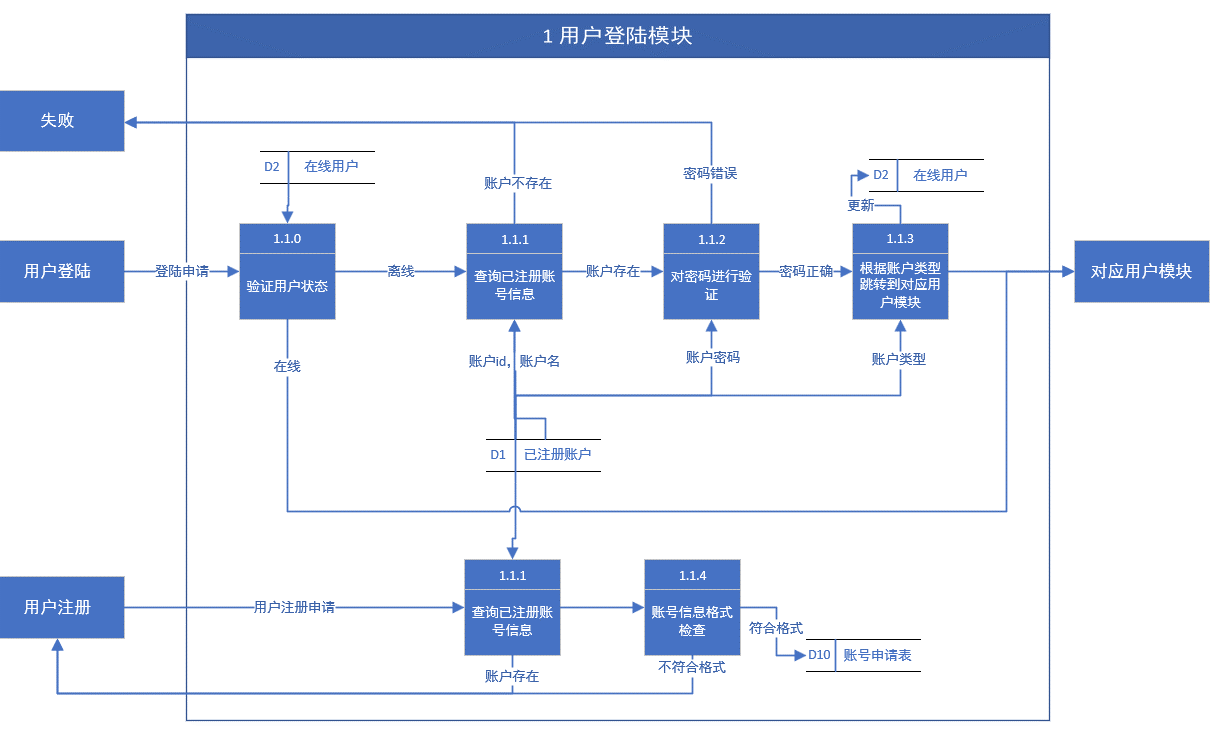 1 用户登陆模块
失败
D2 在线用户
账户不存在
密码错误
D2 在线用户
更新
用户登陆
登陆申请
1.1.0
验证用户状态
离线
1.1.1
查询已注册账
号信息
账户存在
1.1.2
对密码进行验
证
密码正确
1.1.3
根据账户类型
跳转到对应用
户模块
对应用户模块
在线
账户id，账户名
账户密码
账户类型
D1 已注册账户
用户注册
用户注册申请
1.1.1
查询已注册账
号信息
1.1.4
账号信息格式
检查
符合格式
D10 账号申请表
账户存在
不符合格式